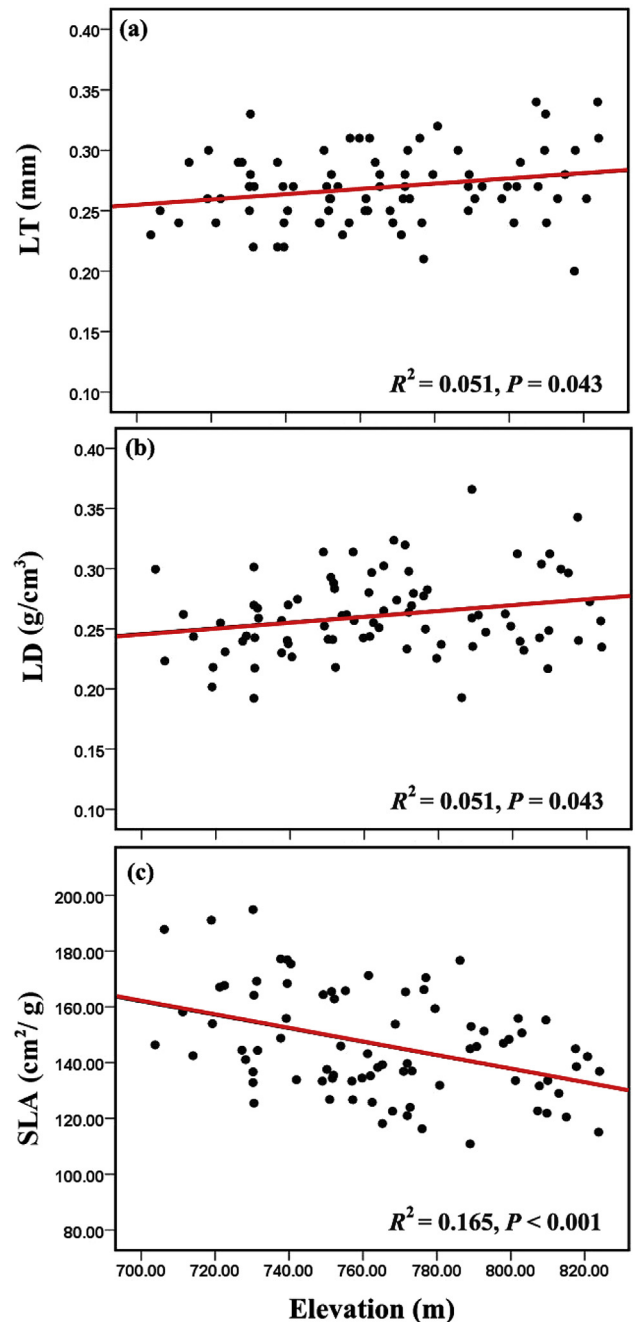 (a)
0.40
0.35
0.30
0.25
0.20
0.15
0.10
LT (mm)
R² = 0.051, P = 0.043
(b)
0.40
0.35
0.30
0.25
0.20
0.15
0.10
LD (g/cm³)
R² = 0.051, P = 0.043
(c)
200.00
180.00
160.00
140.00
120.00
100.00
80.00
SLA (cm²/ g)
R² = 0.165, P < 0.001
700.00 720.00 740.00 760.00 780.00 800.00 820.00
Elevation (m)